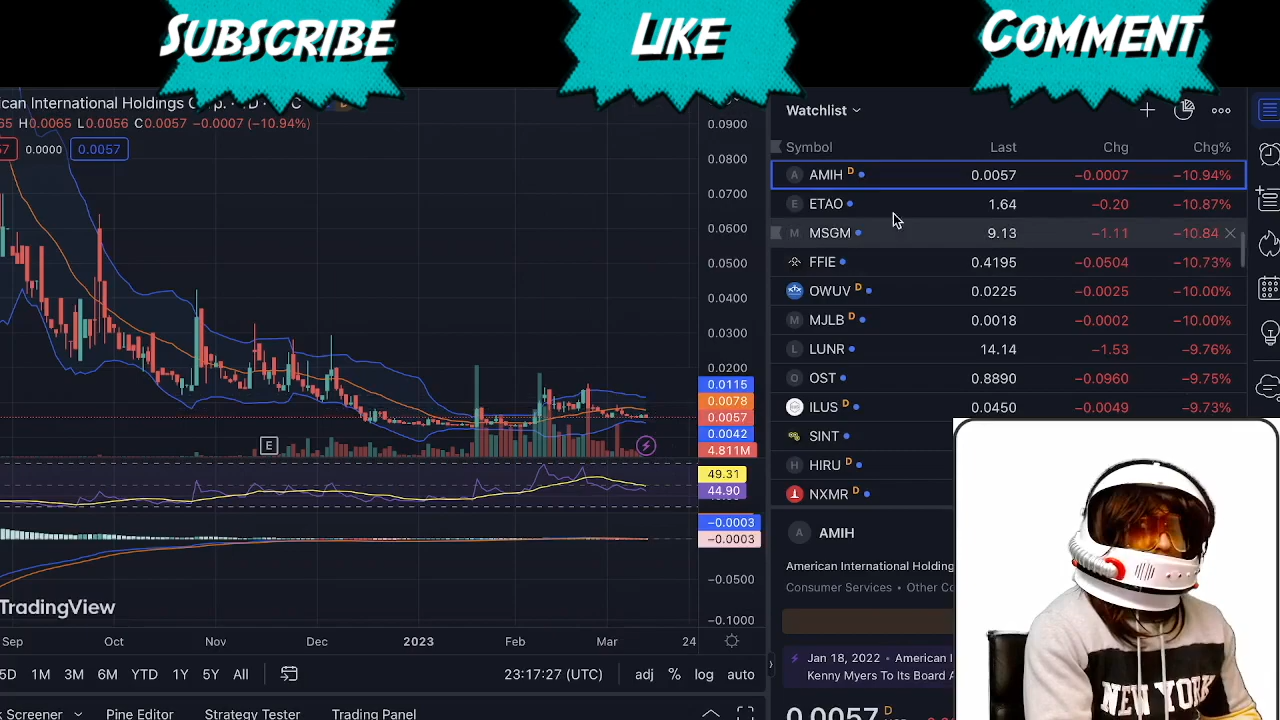 SUBSCRIBE
LIKE
COMMENT
ican International Holdings Corp. · 1D · D
65 H0.0065 L0.0056 C0.0057 −0.0007 (−10.94%)
57 0.0000 0.0057
0.0900
0.0800
0.0700
0.0600
0.0500
0.0400
0.0300
0.0200
0.0115
0.0078
0.0057
0.0042
4.811M
E
49.31
44.90
−0.0003
−0.0003
−0.0500
−0.1000
TradingView
Sep Oct Nov Dec 2023 Feb Mar 24
5D 1M 3M 6M YTD 1Y 5Y All 23:17:27 (UTC) adj % log auto
k Screener Pine Editor Strategy Tester Trading Panel
Watchlist
Symbol Last Chg Chg%
A AMIH D 0.0057 −0.0007 −10.94%
E ETAO 1.64 −0.20 −10.87%
M MSGM 9.13 −1.11 −10.84
FFIE 0.4195 −0.0504 −10.73%
OWUV D 0.0225 −0.0025 −10.00%
M MJLB D 0.0018 −0.0002 −10.00%
L LUNR 14.14 −1.53 −9.76%
O OST 0.8890 −0.0960 −9.75%
ILUS D 0.0450 −0.0049 −9.73%
SINT
H HIRU D
NXMR D
A AMIH
American International Holding
Consumer Services • Other Co
Jan 18, 2022 • American I
Kenny Myers To Its Board A
0.0057 D
NEW YORK